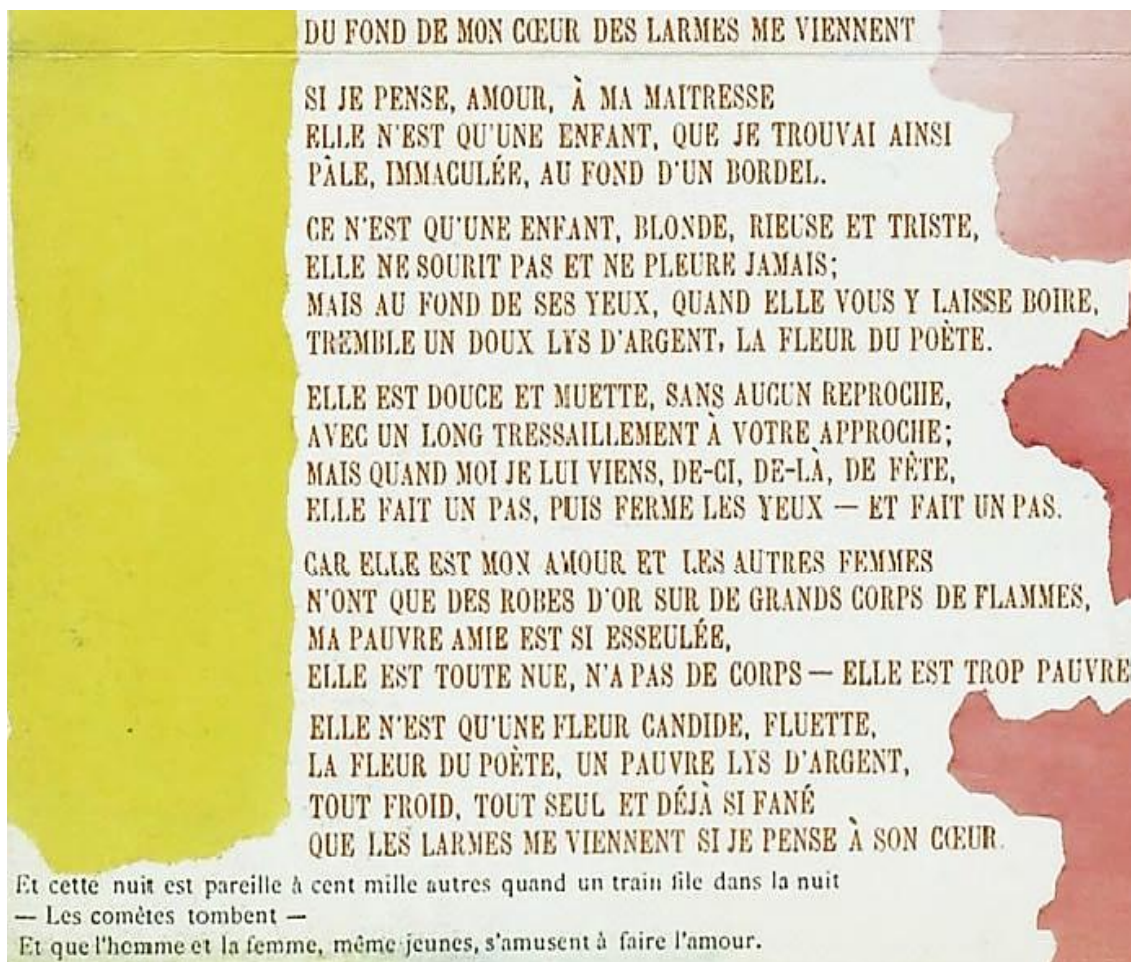 DU FOND DE MON CŒUR DES LARMES ME VIENNENT
SI JE PENSE, AMOUR, À MA MAITRESSE
ELLE N'EST QU'UNE ENFANT, QUE JE TROUVAI AINSI
PÂLE, IMMACULÉE, AU FOND D'UN BORDEL.
CE N'EST QU'UNE ENFANT, BLONDE, RIEUSE ET TRISTE,
ELLE NE SOURIT PAS ET NE PLEURE JAMAIS;
MAIS AU FOND DE SES YEUX, QUAND ELLE VOUS Y LAISSE BOIRE,
TREMBLE UN DOUX LYS D'ARGENT, LA FLEUR DU POÈTE.
ELLE EST DOUCE ET MUETTE, SANS AUCUN REPROCHE,
AVEC UN LONG TRESSAILLEMENT À VOTRE APPROCHE;
MAIS QUAND MOI JE LUI VIENS, DE-CI, DE-LÀ, DE FÊTE,
ELLE FAIT UN PAS, PUIS FERME LES YEUX — ET FAIT UN PAS.
CAR ELLE EST MON AMOUR ET LES AUTRES FEMMES
N'ONT QUE DES ROBES D'OR SUR DE GRANDS CORPS DE FLAMMES,
MA PAUVRE AMIE EST SI ESSEULÉE,
ELLE EST TOUTE NUE, N'A PAS DE CORPS — ELLE EST TROP PAUVRE
ELLE N'EST QU'UNE FLEUR CANDIDE, FLUETTE,
LA FLEUR DU POÈTE, UN PAUVRE LYS D'ARGENT,
TOUT FROID, TOUT SEUL ET DÉJÀ SI FANÉ
QUE LES LARMES ME VIENNENT SI JE PENSE À SON CŒUR.
Et cette nuit est pareille à cent mille autres quand un train file dans la nuit
— Les comètes tombent —
Et que l'homme et la femme, même jeunes, s'amusent à faire l'amour.